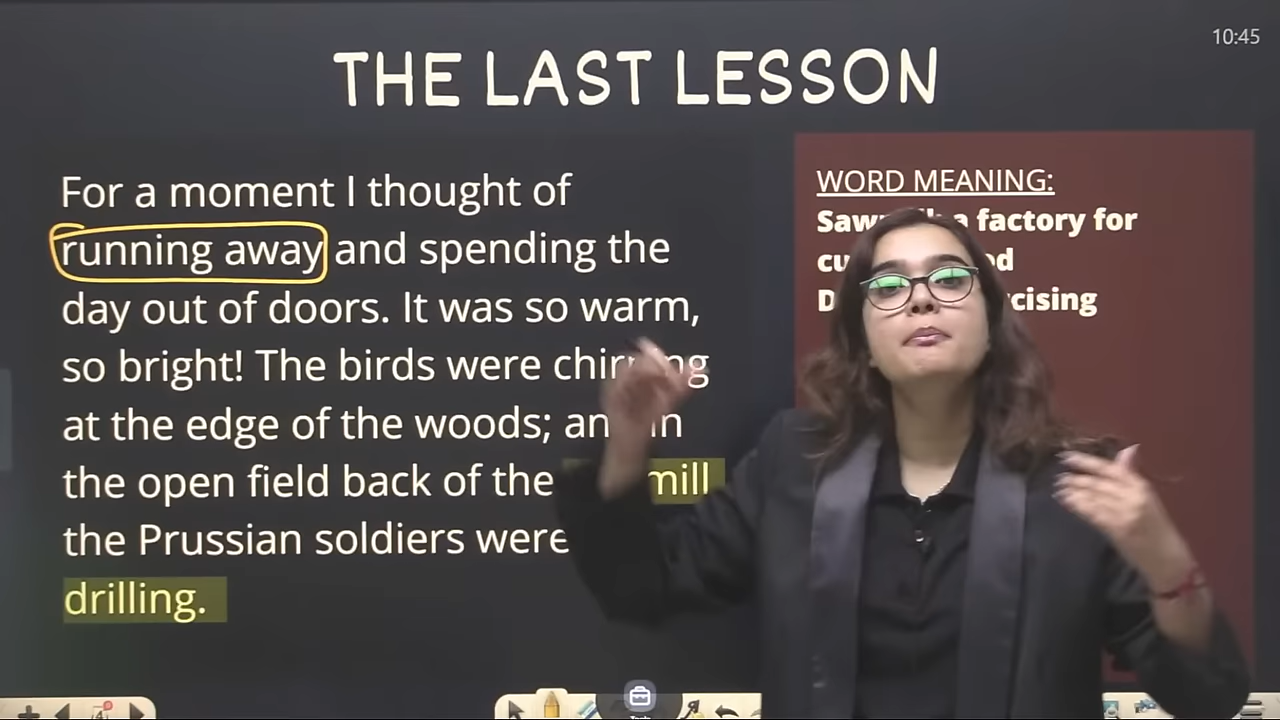 10:45
THE LAST LESSON
For a moment I thought of
running away and spending the
day out of doors. It was so warm,
so bright! The birds were
at the edge of the woods; in
the open field back of the mill
the Prussian soldiers were
drilling.
WORD MEANING:
a factory for